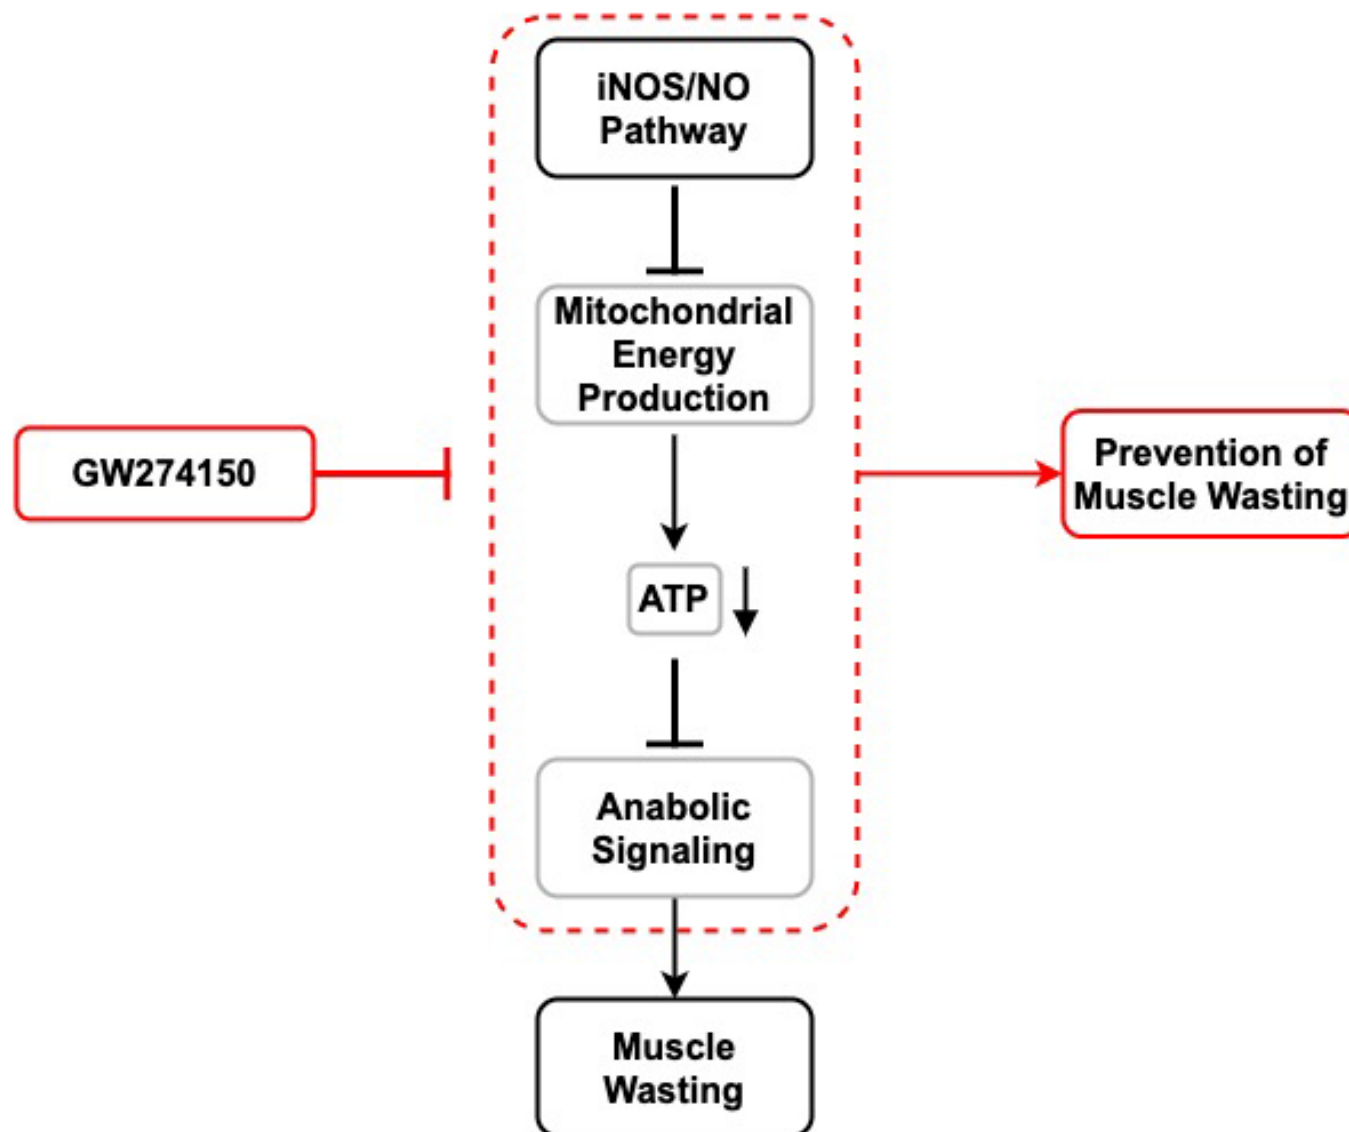 iNOS/NO
Pathway
Mitochondrial
Energy
Production
GW274150
Prevention of
Muscle Wasting
ATP
Anabolic
Signaling
Muscle
Wasting